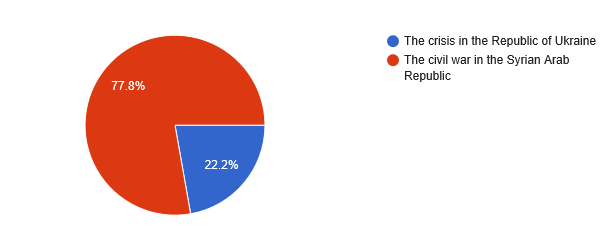 77.8%
22.2%
The crisis in the Republic of Ukraine
The civil war in the Syrian Arab
Republic